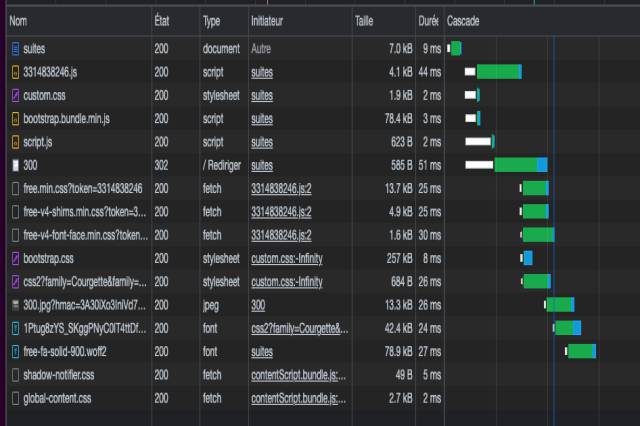 Nom État Type Initiateur Taille Durée Cascade
suites 200 document Autre 7.0 kB 9 ms
3314838246.js 200 script suites 4.1 kB 44 ms
custom.css 200 stylesheet suites 1.9 kB 2 ms
bootstrap.bundle.min.js 200 script suites 78.4 kB 3 ms
script.js 200 script suites 623 B 2 ms
300 302 / Rediriger suites 585 B 51 ms
free.min.css?token=3314838246 200 fetch 3314838246.js:2 13.7 kB 25 ms
free-v4-shims.min.css?token=3... 200 fetch 3314838246.js:2 4.9 kB 25 ms
free-v4-font-face.min.css?token... 200 fetch 3314838246.js:2 1.6 kB 30 ms
bootstrap.css 200 stylesheet custom.css:-Infinity 257 kB 8 ms
css2?family=Courgette&family=... 200 stylesheet custom.css:-Infinity 684 B 26 ms
300.jpg?hmac=3A30iXo3IniVd7... 200 jpeg 300 13.3 kB 26 ms
1Ptug8zYS_SKggPNyC0IT4ttDf... 200 font css2?family=Courgette&... 42.4 kB 24 ms
free-fa-solid-900.woff2 200 font suites 78.9 kB 27 ms
shadow-notifier.css 200 fetch contentScript.bundle.js:... 49 B 5 ms
global-content.css 200 fetch contentScript.bundle.js:... 2.7 kB 2 ms